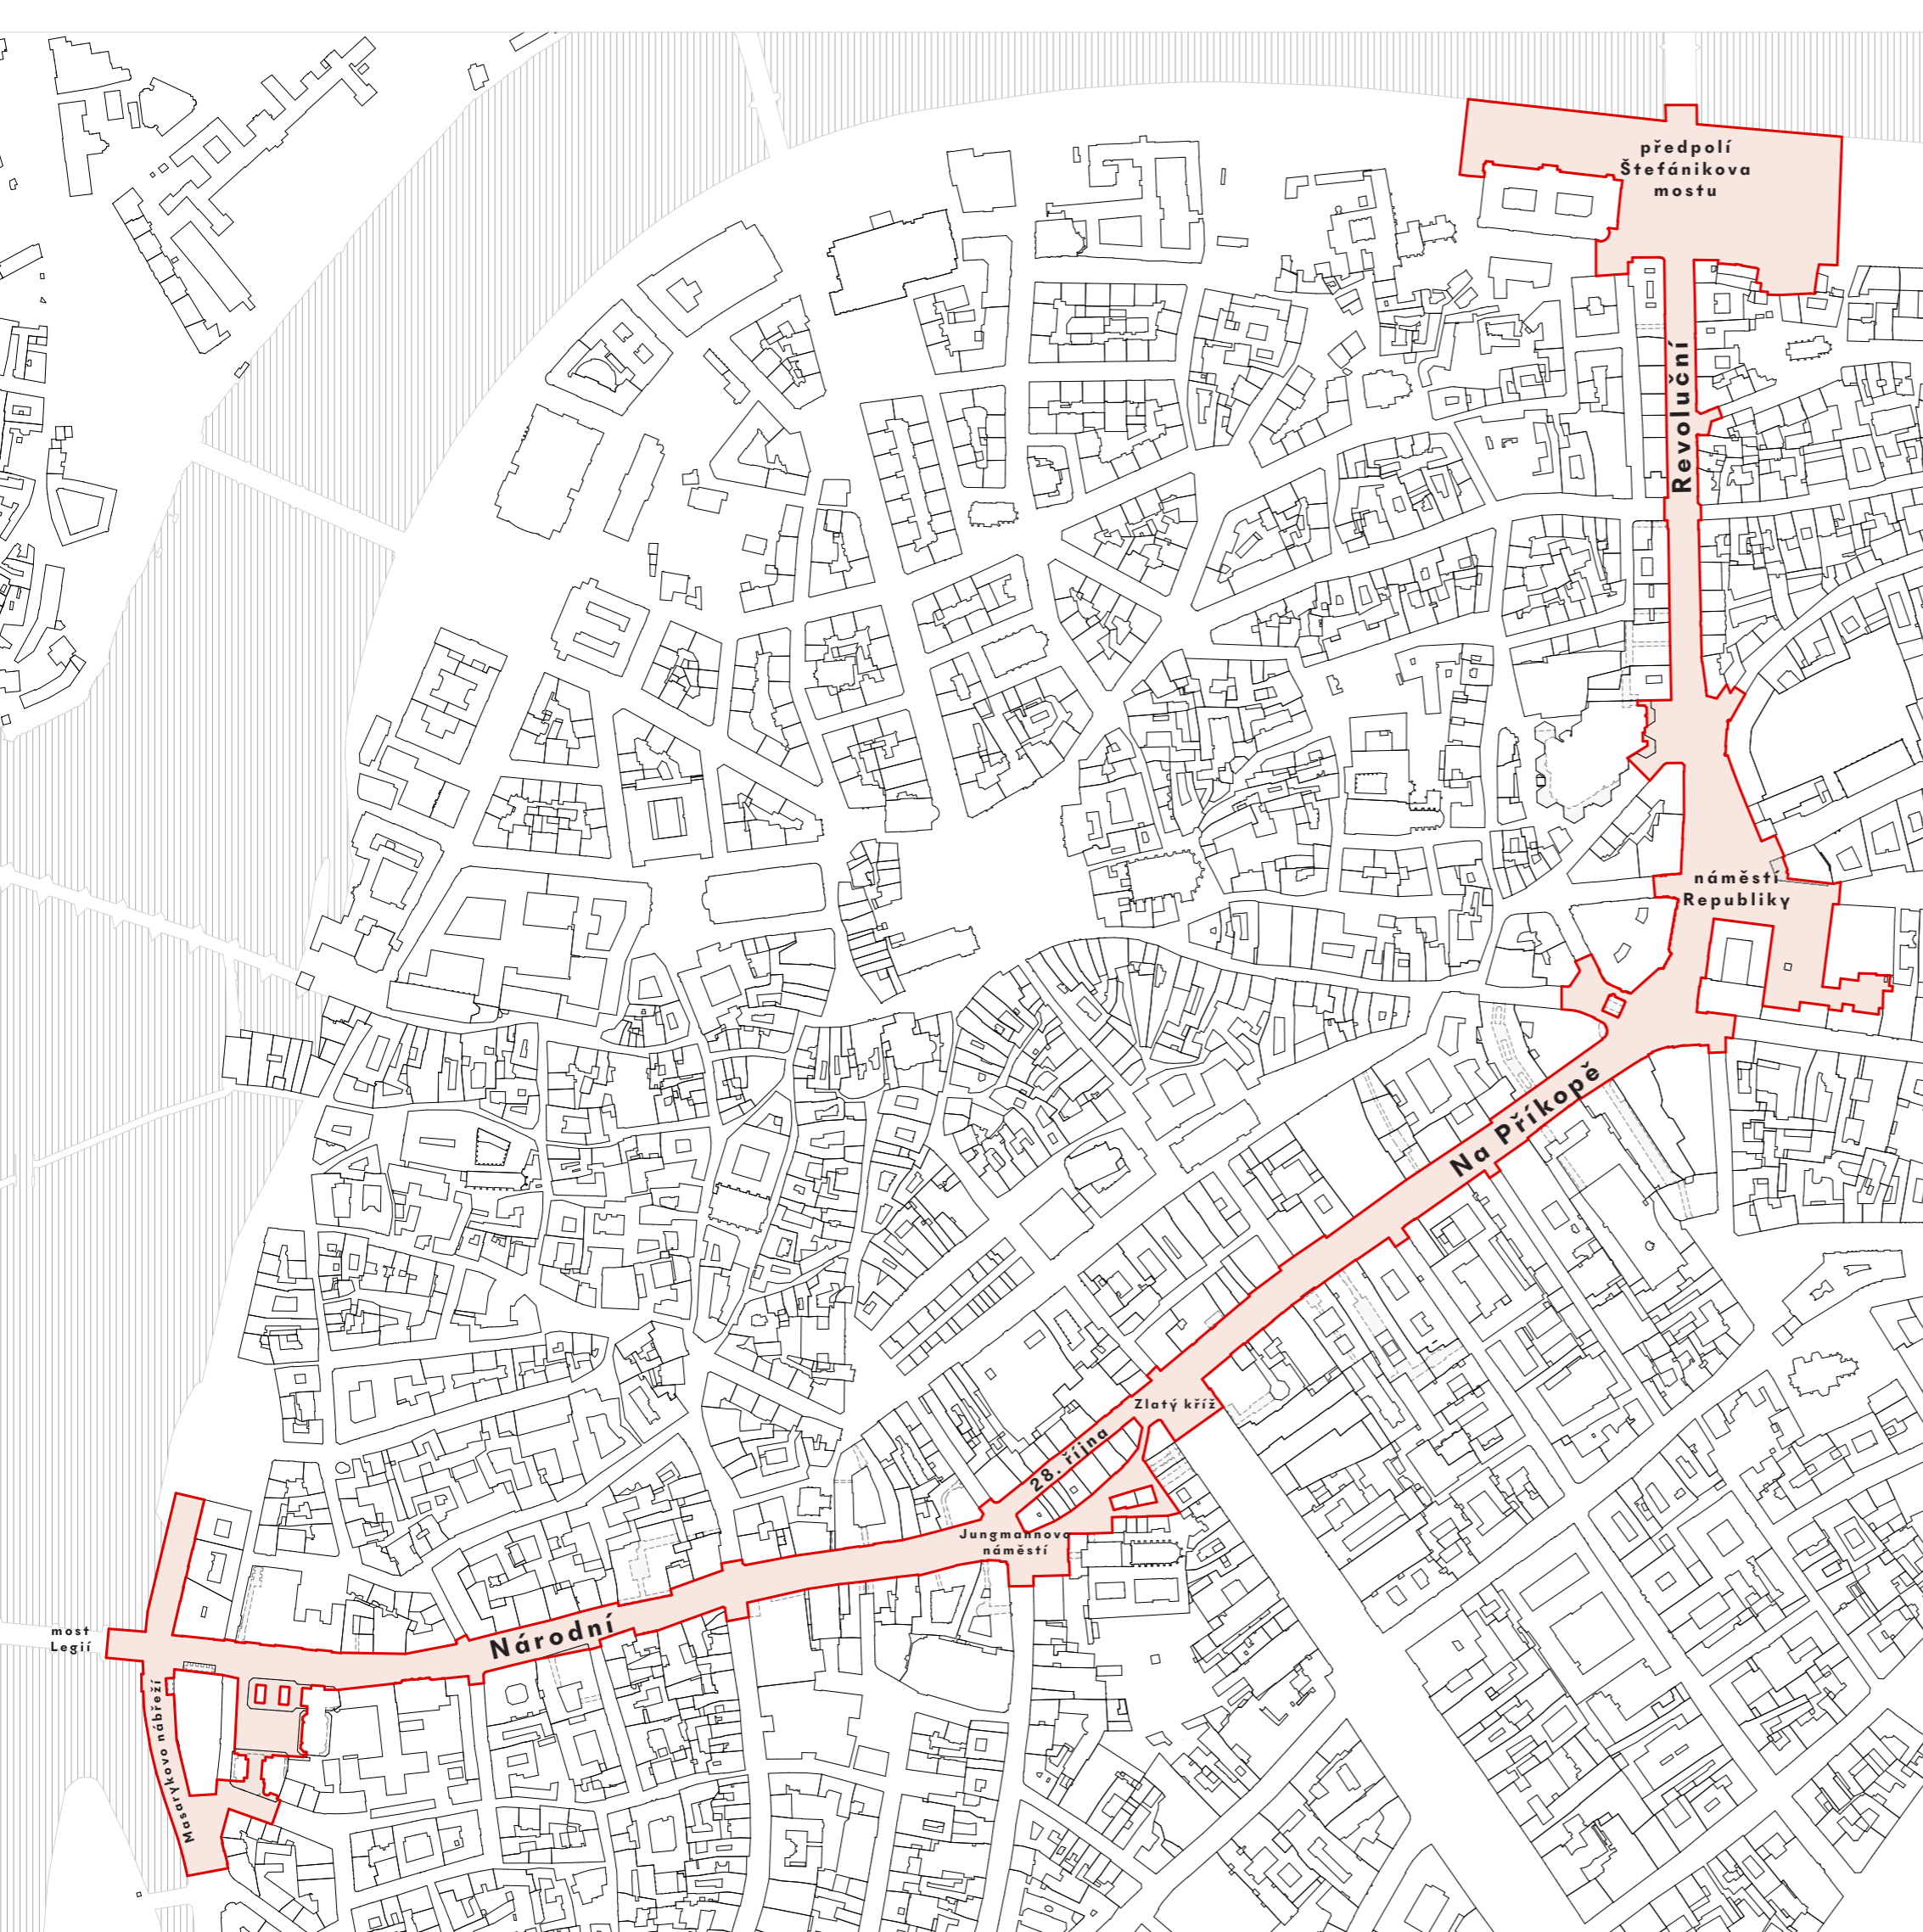 předpolí
Štefánikova
mostu
Revoluční
náměstí
Republiky
Na Příkopě
Zlatý kříž
28. října
Jungmannovo
náměstí
Národní
most
Legií
Masarykovo nábřeží